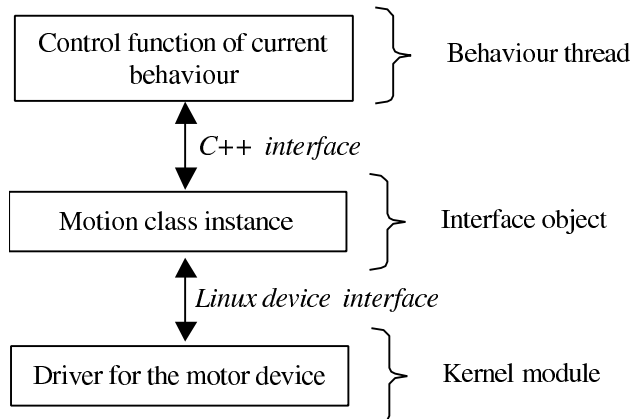 Control function of current
behaviour
Behaviour thread
C++ interface
Motion class instance
Interface object
Linux device interface
Driver for the motor device
Kernel module